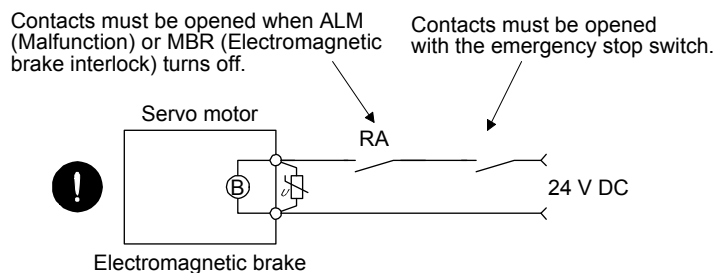 Contacts must be opened when ALM
(Malfunction) or MBR (Electromagnetic
brake interlock) turns off.
Contacts must be opened
with the emergency stop switch.
Servo motor
RA
B
U
24 V DC
Electromagnetic brake